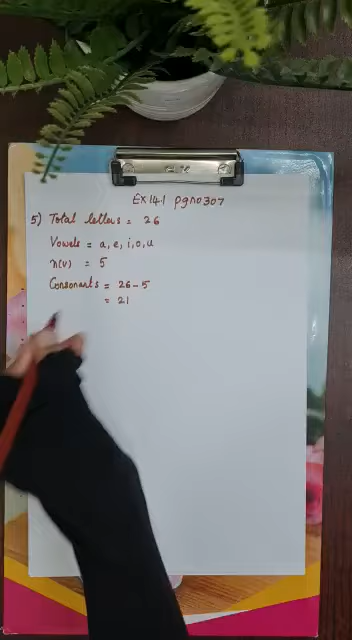 Ex 14.1 pg no 307
5) Total letters = 26
Vowels = a, e, i, o, u
n(v) = 5
Consonants = 26 - 5
= 21